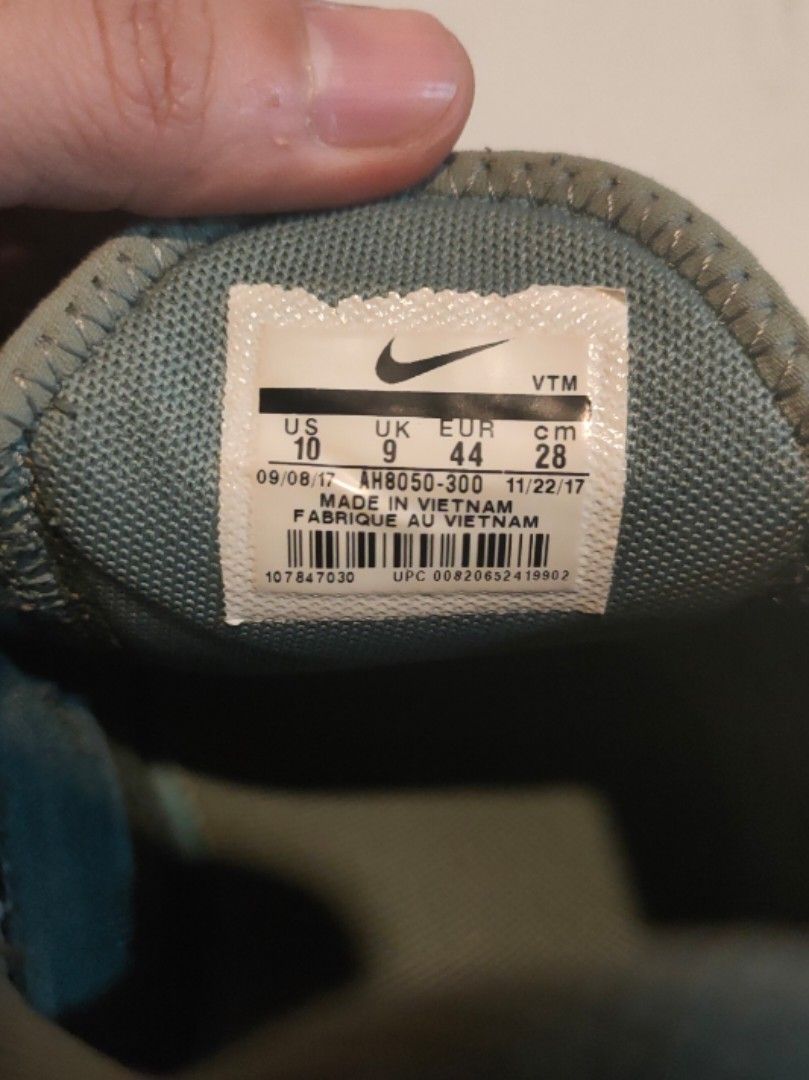 VTM
US UK EUR cm
10 9 44 28
09/08/17 AH8050-300 11/22/17
MADE IN VIETNAM
FABRIQUE AU VIETNAM
107847030 UPC 00820652419902